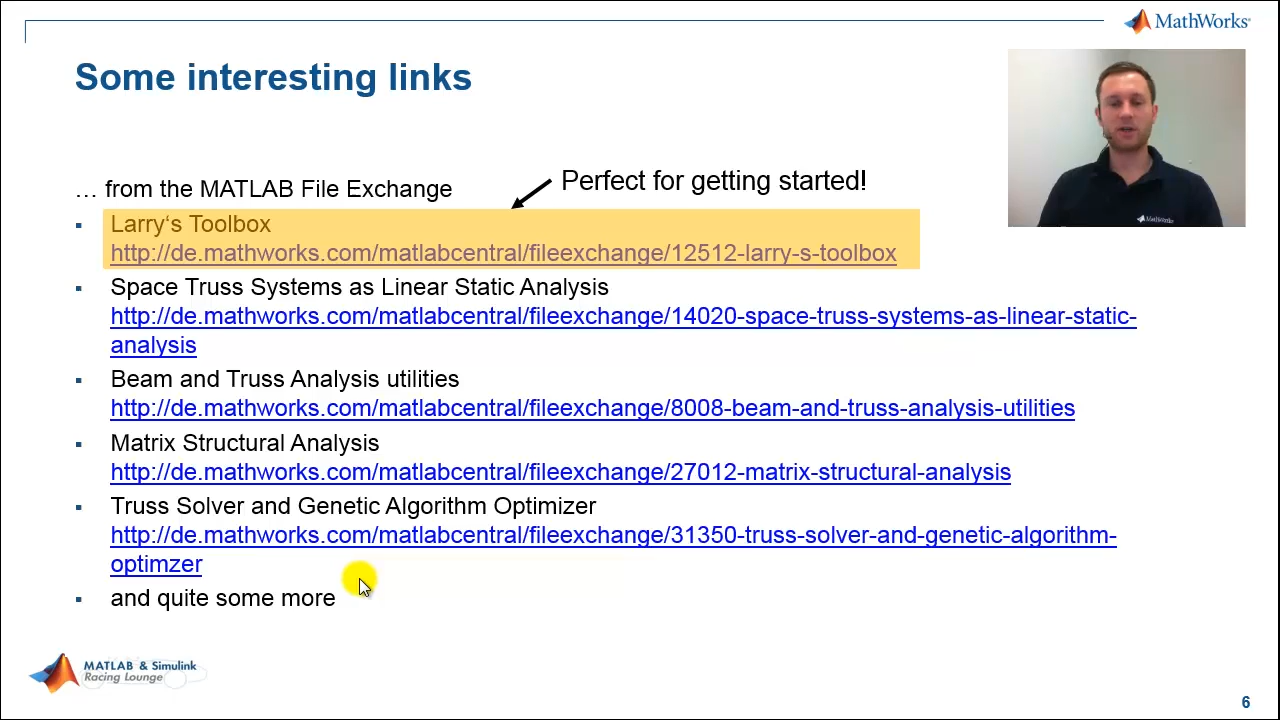 MathWorks®
Some interesting links
… from the MATLAB File Exchange
Perfect for getting started!
▪ Larry‘s Toolbox
http://de.mathworks.com/matlabcentral/fileexchange/12512-larry-s-toolbox
▪ Space Truss Systems as Linear Static Analysis
http://de.mathworks.com/matlabcentral/fileexchange/14020-space-truss-systems-as-linear-static-
analysis
▪ Beam and Truss Analysis utilities
http://de.mathworks.com/matlabcentral/fileexchange/8008-beam-and-truss-analysis-utilities
▪ Matrix Structural Analysis
http://de.mathworks.com/matlabcentral/fileexchange/27012-matrix-structural-analysis
▪ Truss Solver and Genetic Algorithm Optimizer
http://de.mathworks.com/matlabcentral/fileexchange/31350-truss-solver-and-genetic-algorithm-
optimzer
▪ and quite some more
MathWorks
MATLAB & Simulink
Racing Lounge
6